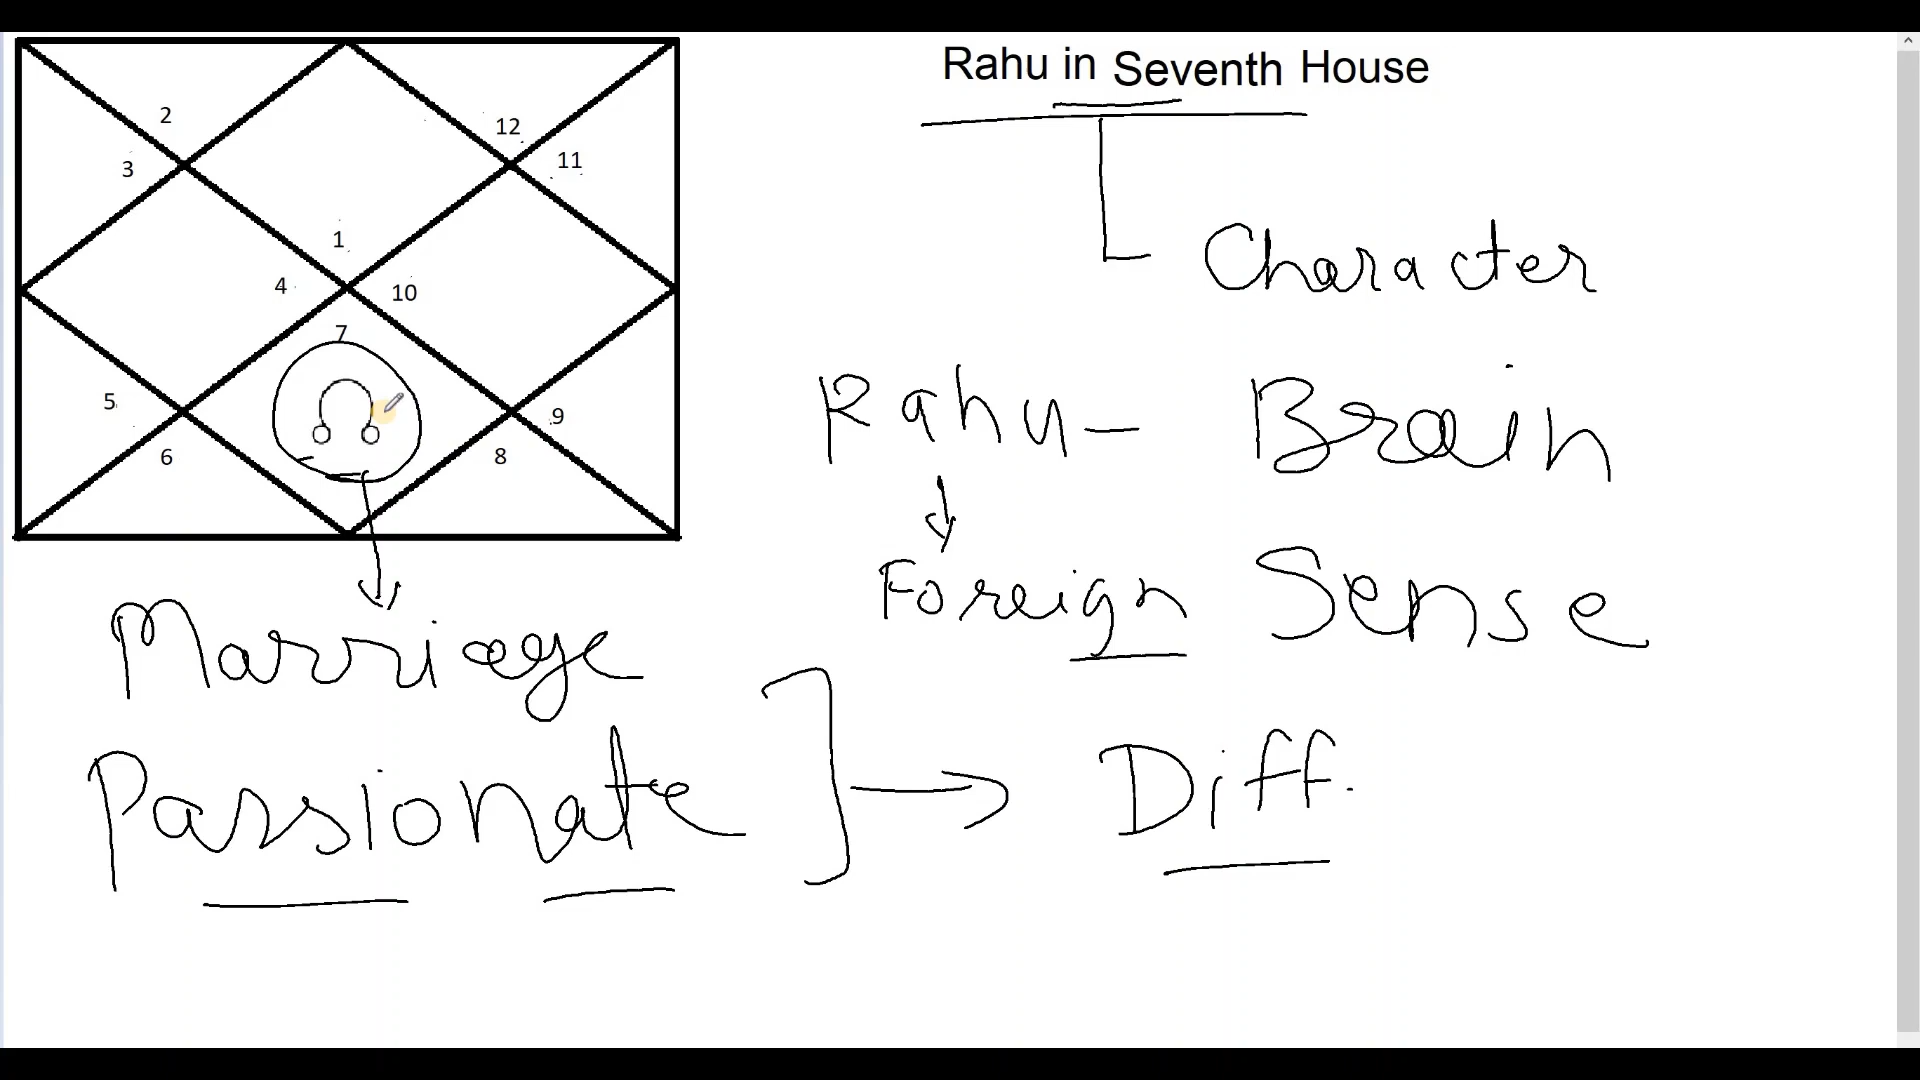 Rahu in Seventh House
2
12
3
11
1
4
10
7
5
9
6
8
Character
Rahu - Brain
Foreign Sense
Marriage
Passionate
Diff.